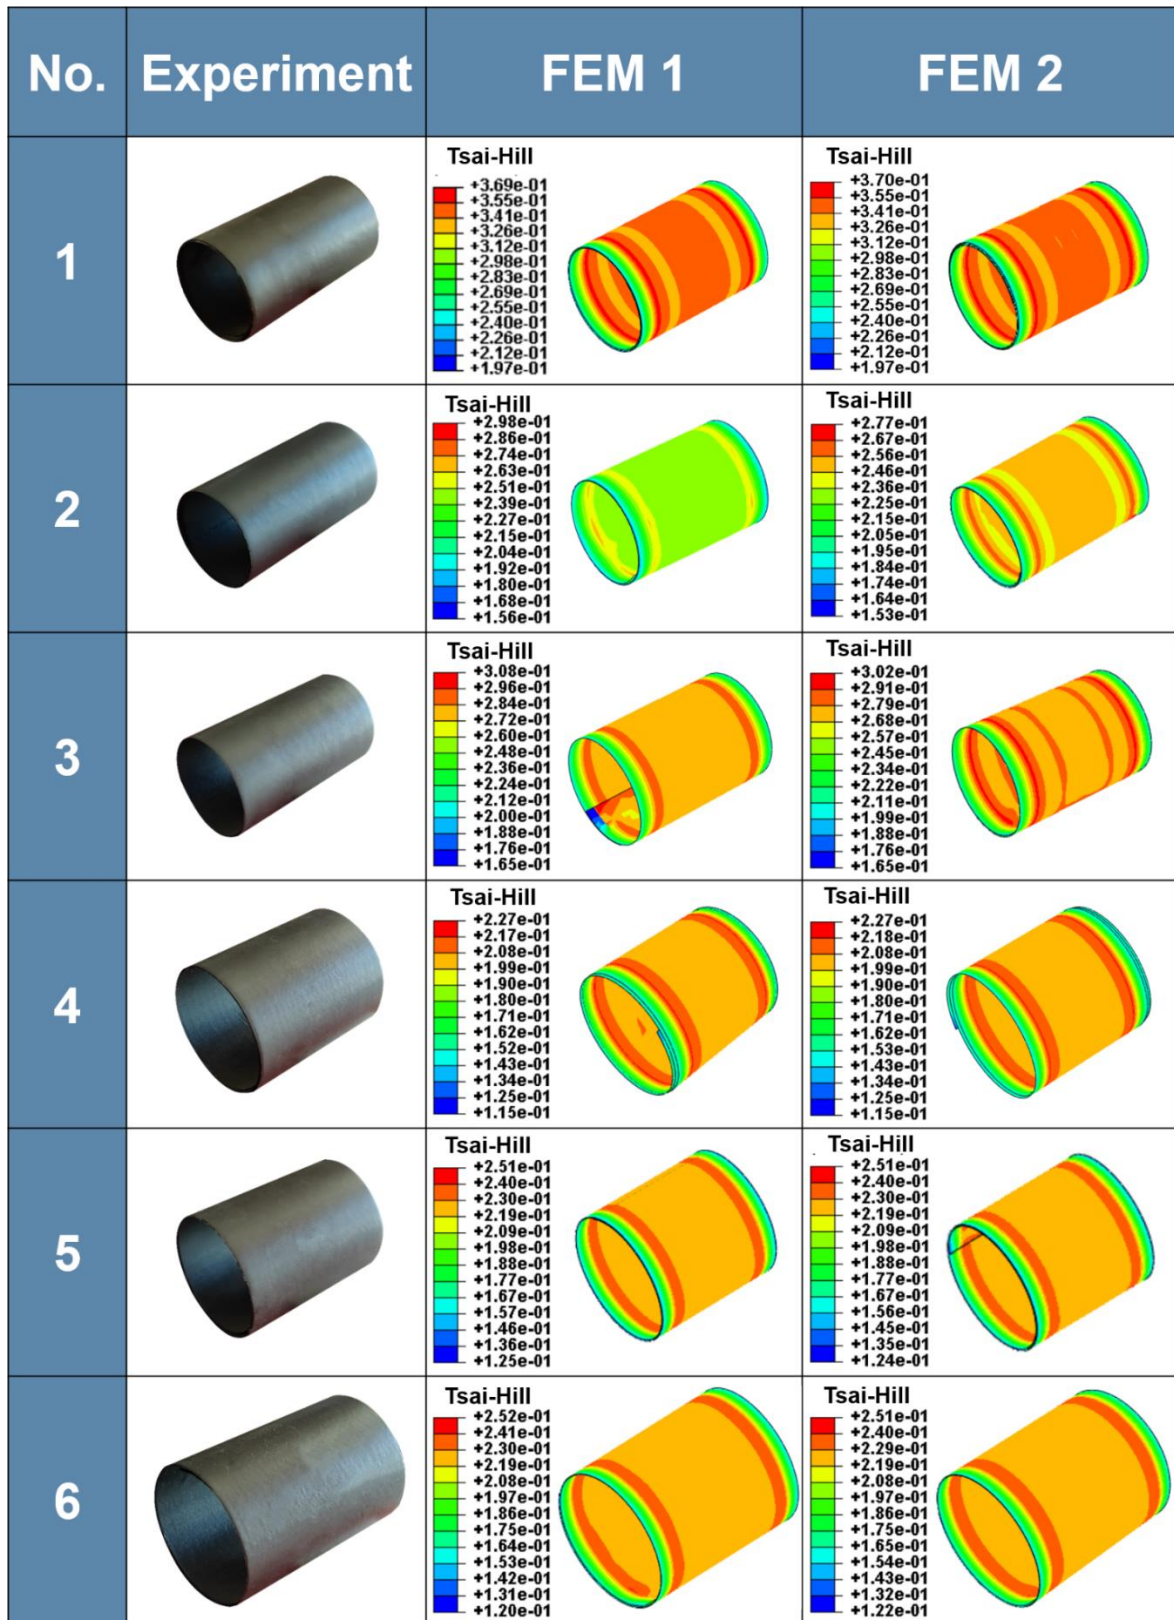 No. Experiment FEM 1 FEM 2
1
Tsai-Hill
+3.69e-01
+3.55e-01
+3.41e-01
+3.26e-01
+3.12e-01
+2.98e-01
+2.83e-01
+2.69e-01
+2.55e-01
+2.40e-01
+2.26e-01
+2.12e-01
+1.97e-01
Tsai-Hill
+3.70e-01
+3.55e-01
+3.41e-01
+3.26e-01
+3.12e-01
+2.98e-01
+2.83e-01
+2.69e-01
+2.55e-01
+2.40e-01
+2.26e-01
+2.12e-01
+1.97e-01
2
Tsai-Hill
+2.98e-01
+2.86e-01
+2.74e-01
+2.63e-01
+2.51e-01
+2.39e-01
+2.27e-01
+2.15e-01
+2.04e-01
+1.92e-01
+1.80e-01
+1.68e-01
+1.56e-01
Tsai-Hill
+2.77e-01
+2.67e-01
+2.56e-01
+2.46e-01
+2.36e-01
+2.25e-01
+2.15e-01
+2.05e-01
+1.95e-01
+1.84e-01
+1.74e-01
+1.64e-01
+1.53e-01
3
Tsai-Hill
+3.08e-01
+2.96e-01
+2.84e-01
+2.72e-01
+2.60e-01
+2.48e-01
+2.36e-01
+2.24e-01
+2.12e-01
+2.00e-01
+1.88e-01
+1.76e-01
+1.65e-01
Tsai-Hill
+3.02e-01
+2.91e-01
+2.79e-01
+2.68e-01
+2.57e-01
+2.45e-01
+2.34e-01
+2.22e-01
+2.11e-01
+1.99e-01
+1.88e-01
+1.76e-01
+1.65e-01
4
Tsai-Hill
+2.27e-01
+2.17e-01
+2.08e-01
+1.99e-01
+1.90e-01
+1.80e-01
+1.71e-01
+1.62e-01
+1.52e-01
+1.43e-01
+1.34e-01
+1.25e-01
+1.15e-01
Tsai-Hill
+2.27e-01
+2.18e-01
+2.08e-01
+1.99e-01
+1.90e-01
+1.80e-01
+1.71e-01
+1.62e-01
+1.53e-01
+1.43e-01
+1.34e-01
+1.25e-01
+1.15e-01
5
Tsai-Hill
+2.51e-01
+2.40e-01
+2.30e-01
+2.19e-01
+2.09e-01
+1.98e-01
+1.88e-01
+1.77e-01
+1.67e-01
+1.57e-01
+1.46e-01
+1.36e-01
+1.25e-01
Tsai-Hill
+2.51e-01
+2.40e-01
+2.30e-01
+2.19e-01
+2.09e-01
+1.98e-01
+1.88e-01
+1.77e-01
+1.67e-01
+1.56e-01
+1.45e-01
+1.35e-01
+1.24e-01
6
Tsai-Hill
+2.52e-01
+2.41e-01
+2.30e-01
+2.19e-01
+2.08e-01
+1.97e-01
+1.86e-01
+1.75e-01
+1.64e-01
+1.53e-01
+1.42e-01
+1.31e-01
+1.20e-01
Tsai-Hill
+2.51e-01
+2.40e-01
+2.29e-01
+2.19e-01
+2.08e-01
+1.97e-01
+1.86e-01
+1.75e-01
+1.65e-01
+1.54e-01
+1.43e-01
+1.32e-01
+1.22e-01